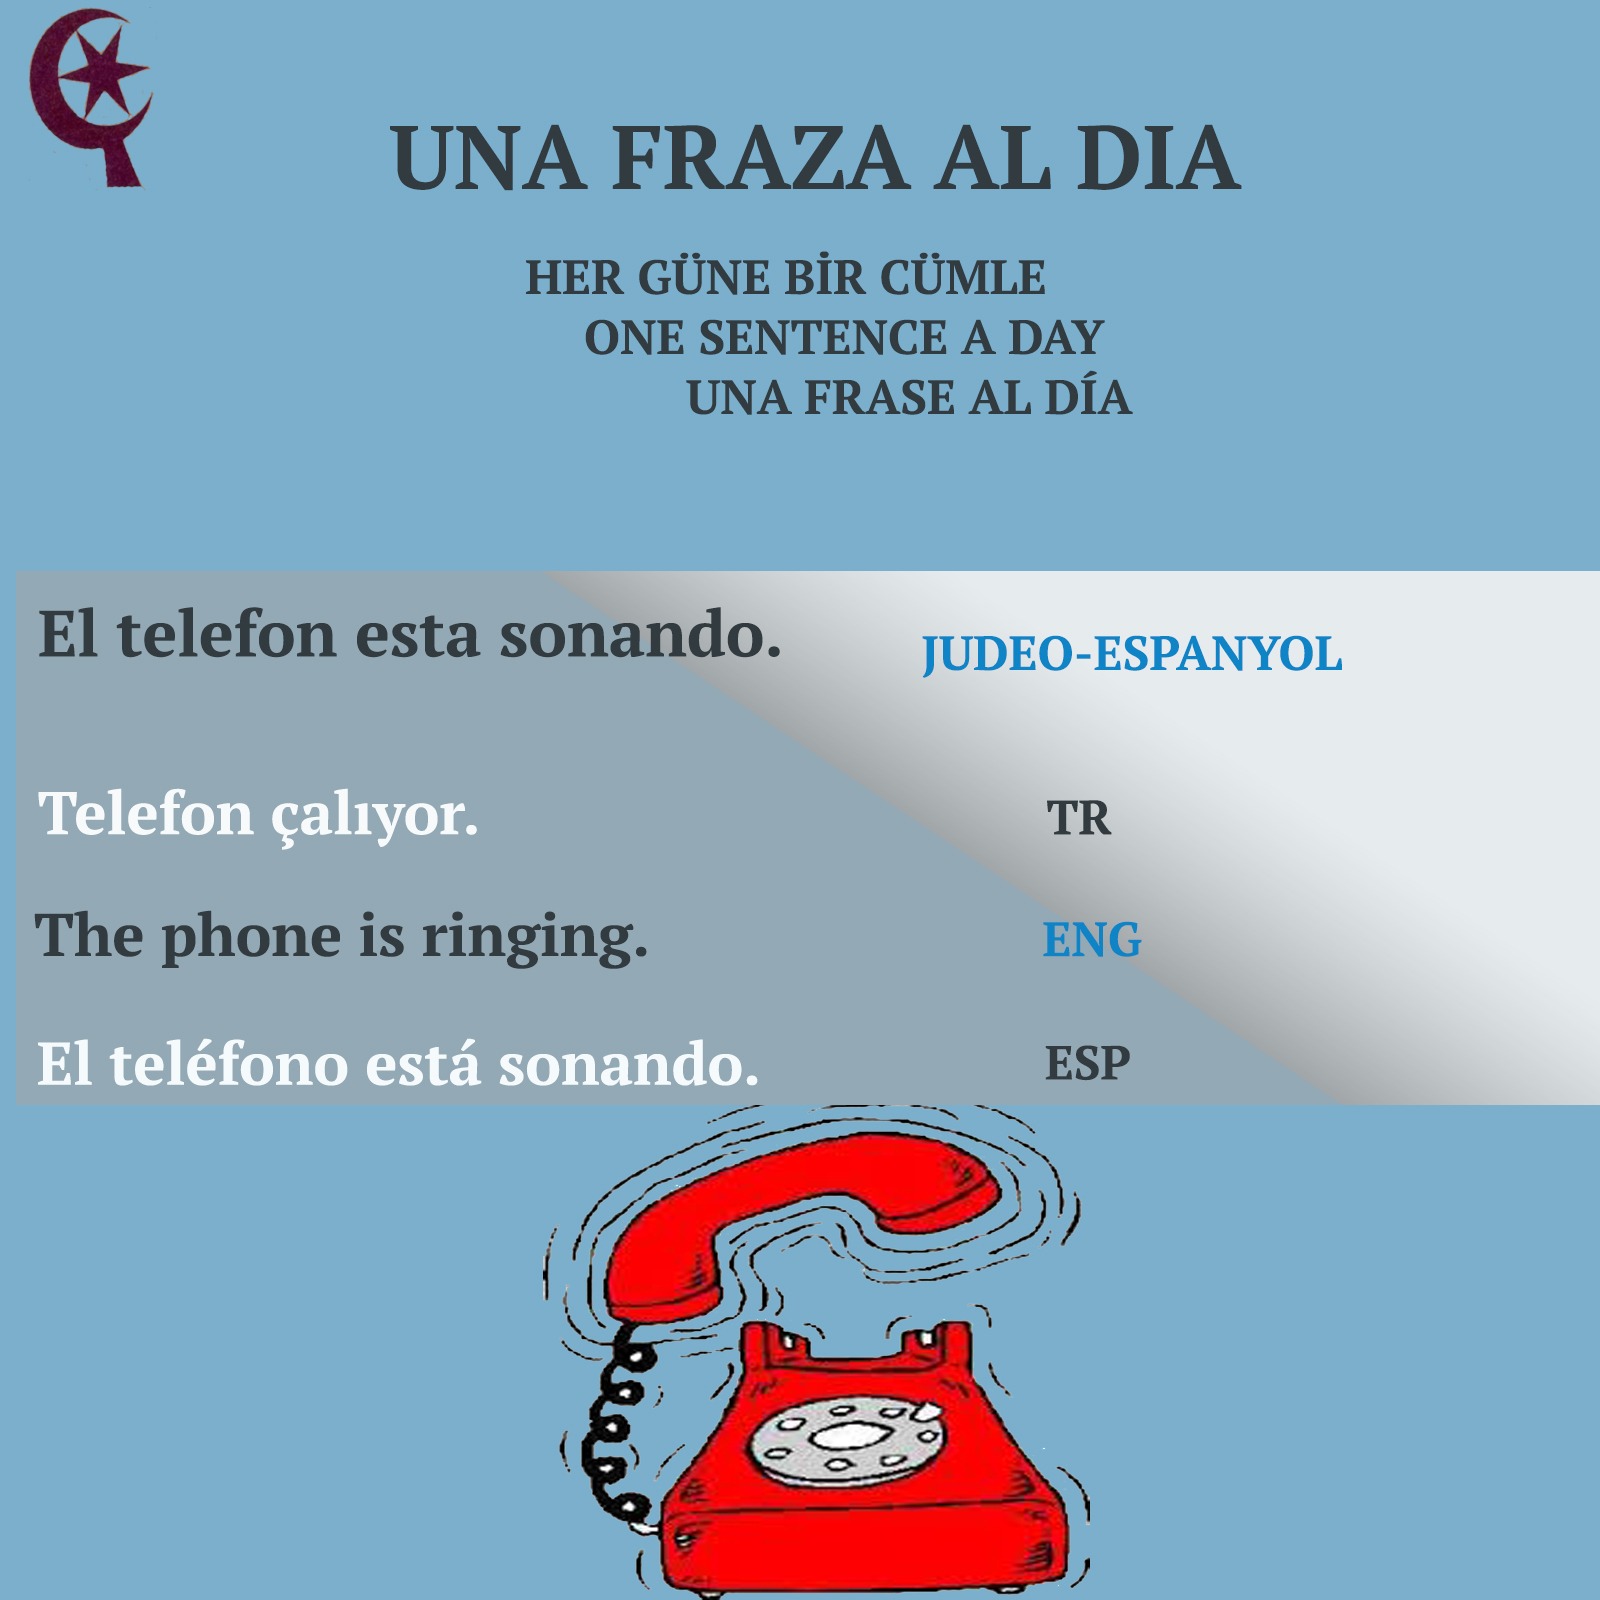 UNA FRAZA AL DIA
HER GÜNE BİR CÜMLE
ONE SENTENCE A DAY
UNA FRASE AL DÍA
El telefon esta sonando.
JUDEO-ESPANYOL
Telefon çalıyor.
TR
The phone is ringing.
ENG
El teléfono está sonando.
ESP